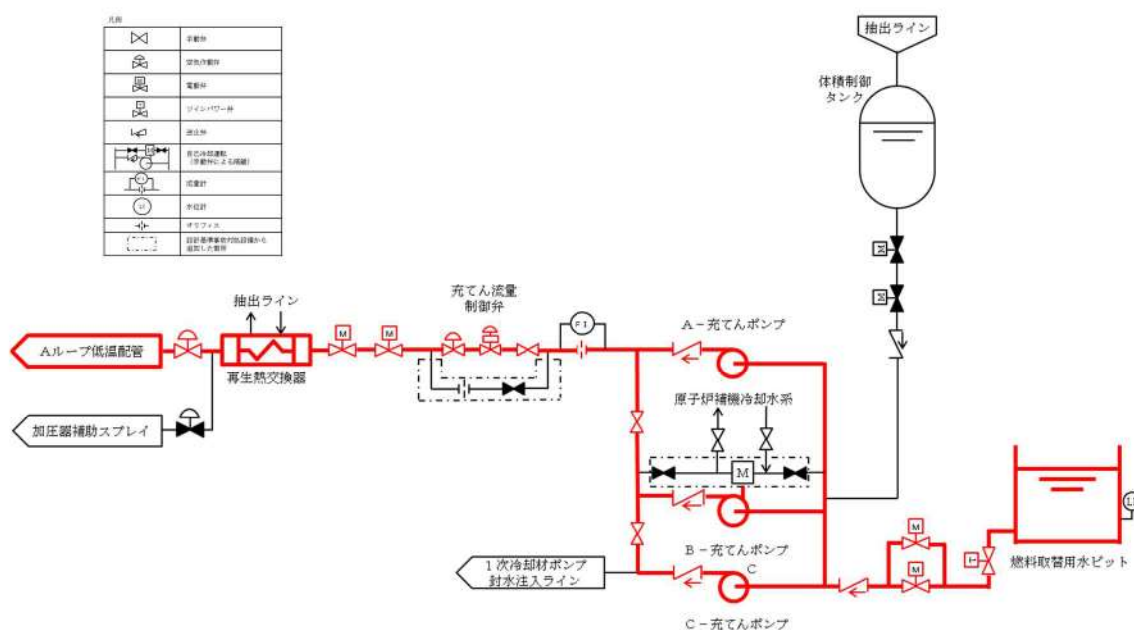 凡例
手動弁
空気作動弁
M
電動弁
ツインパワー弁
逆止弁
自己冷却運転
（手動弁による隔離）
FI
流量計
水位計
オリフィス
設計基準事故対処設備から
追加した箇所
抽出ライン
体積制御
タンク
M
M
抽出ライン
充てん流量
制御弁
FI
A－充てんポンプ
M
M
Aループ低温配管
再生熱交換器
原子炉補機冷却水系
加圧器補助スプレイ
M
B－充てんポンプ
C
1次冷却材ポンプ
封水注入ライン
C－充てんポンプ
M
M
T
燃料取替用水ピット